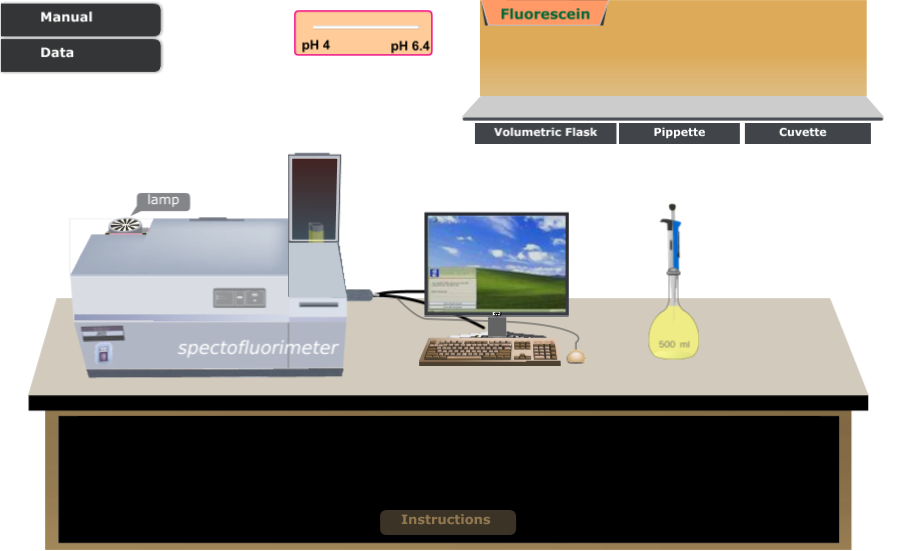 Manual
Data
pH 4
pH 6.4
Fluorescein
Volumetric Flask
Pippette
Cuvette
lamp
spectofluorimeter
500 ml
Instructions